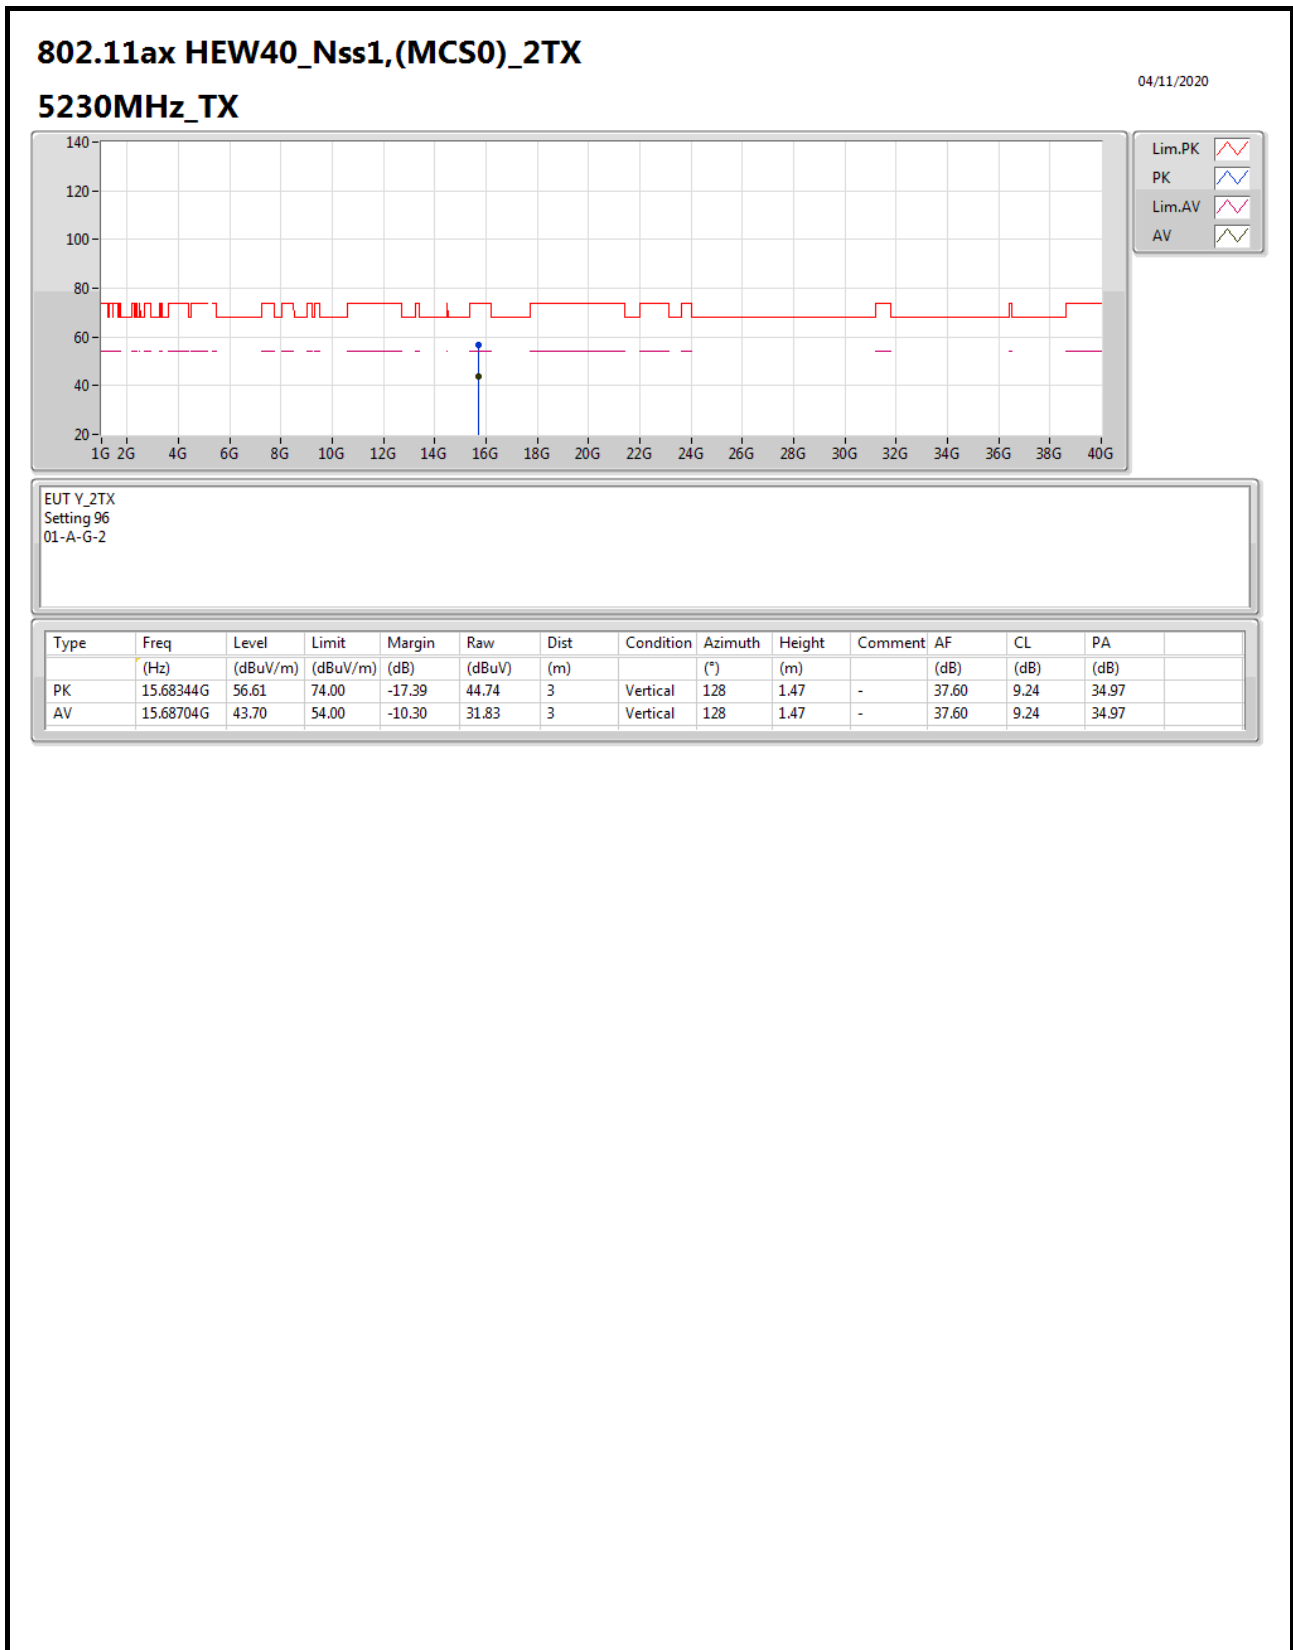 802.11ax HEW40_Nss1,(MCS0)_2TX
04/11/2020
5230MHz_TX
140
120
100
80
60
40
20
1G 2G 4G 6G 8G 10G 12G 14G 16G 18G 20G 22G 24G 26G 28G 30G 32G 34G 36G 38G 40G
Lim.PK
PK
Lim.AV
AV
EUT Y_2TX
Setting 96
01-A-G-2
Type Freq Level Limit Margin Raw Dist Condition Azimuth Height Comment AF CL PA
(Hz) (dBuV/m) (dBuV/m) (dB) (dBuV) (m) (°) (m) (dB) (dB) (dB)
PK 15.68344G 56.61 74.00 -17.39 44.74 3 Vertical 128 1.47 - 37.60 9.24 34.97
AV 15.68704G 43.70 54.00 -10.30 31.83 3 Vertical 128 1.47 - 37.60 9.24 34.97